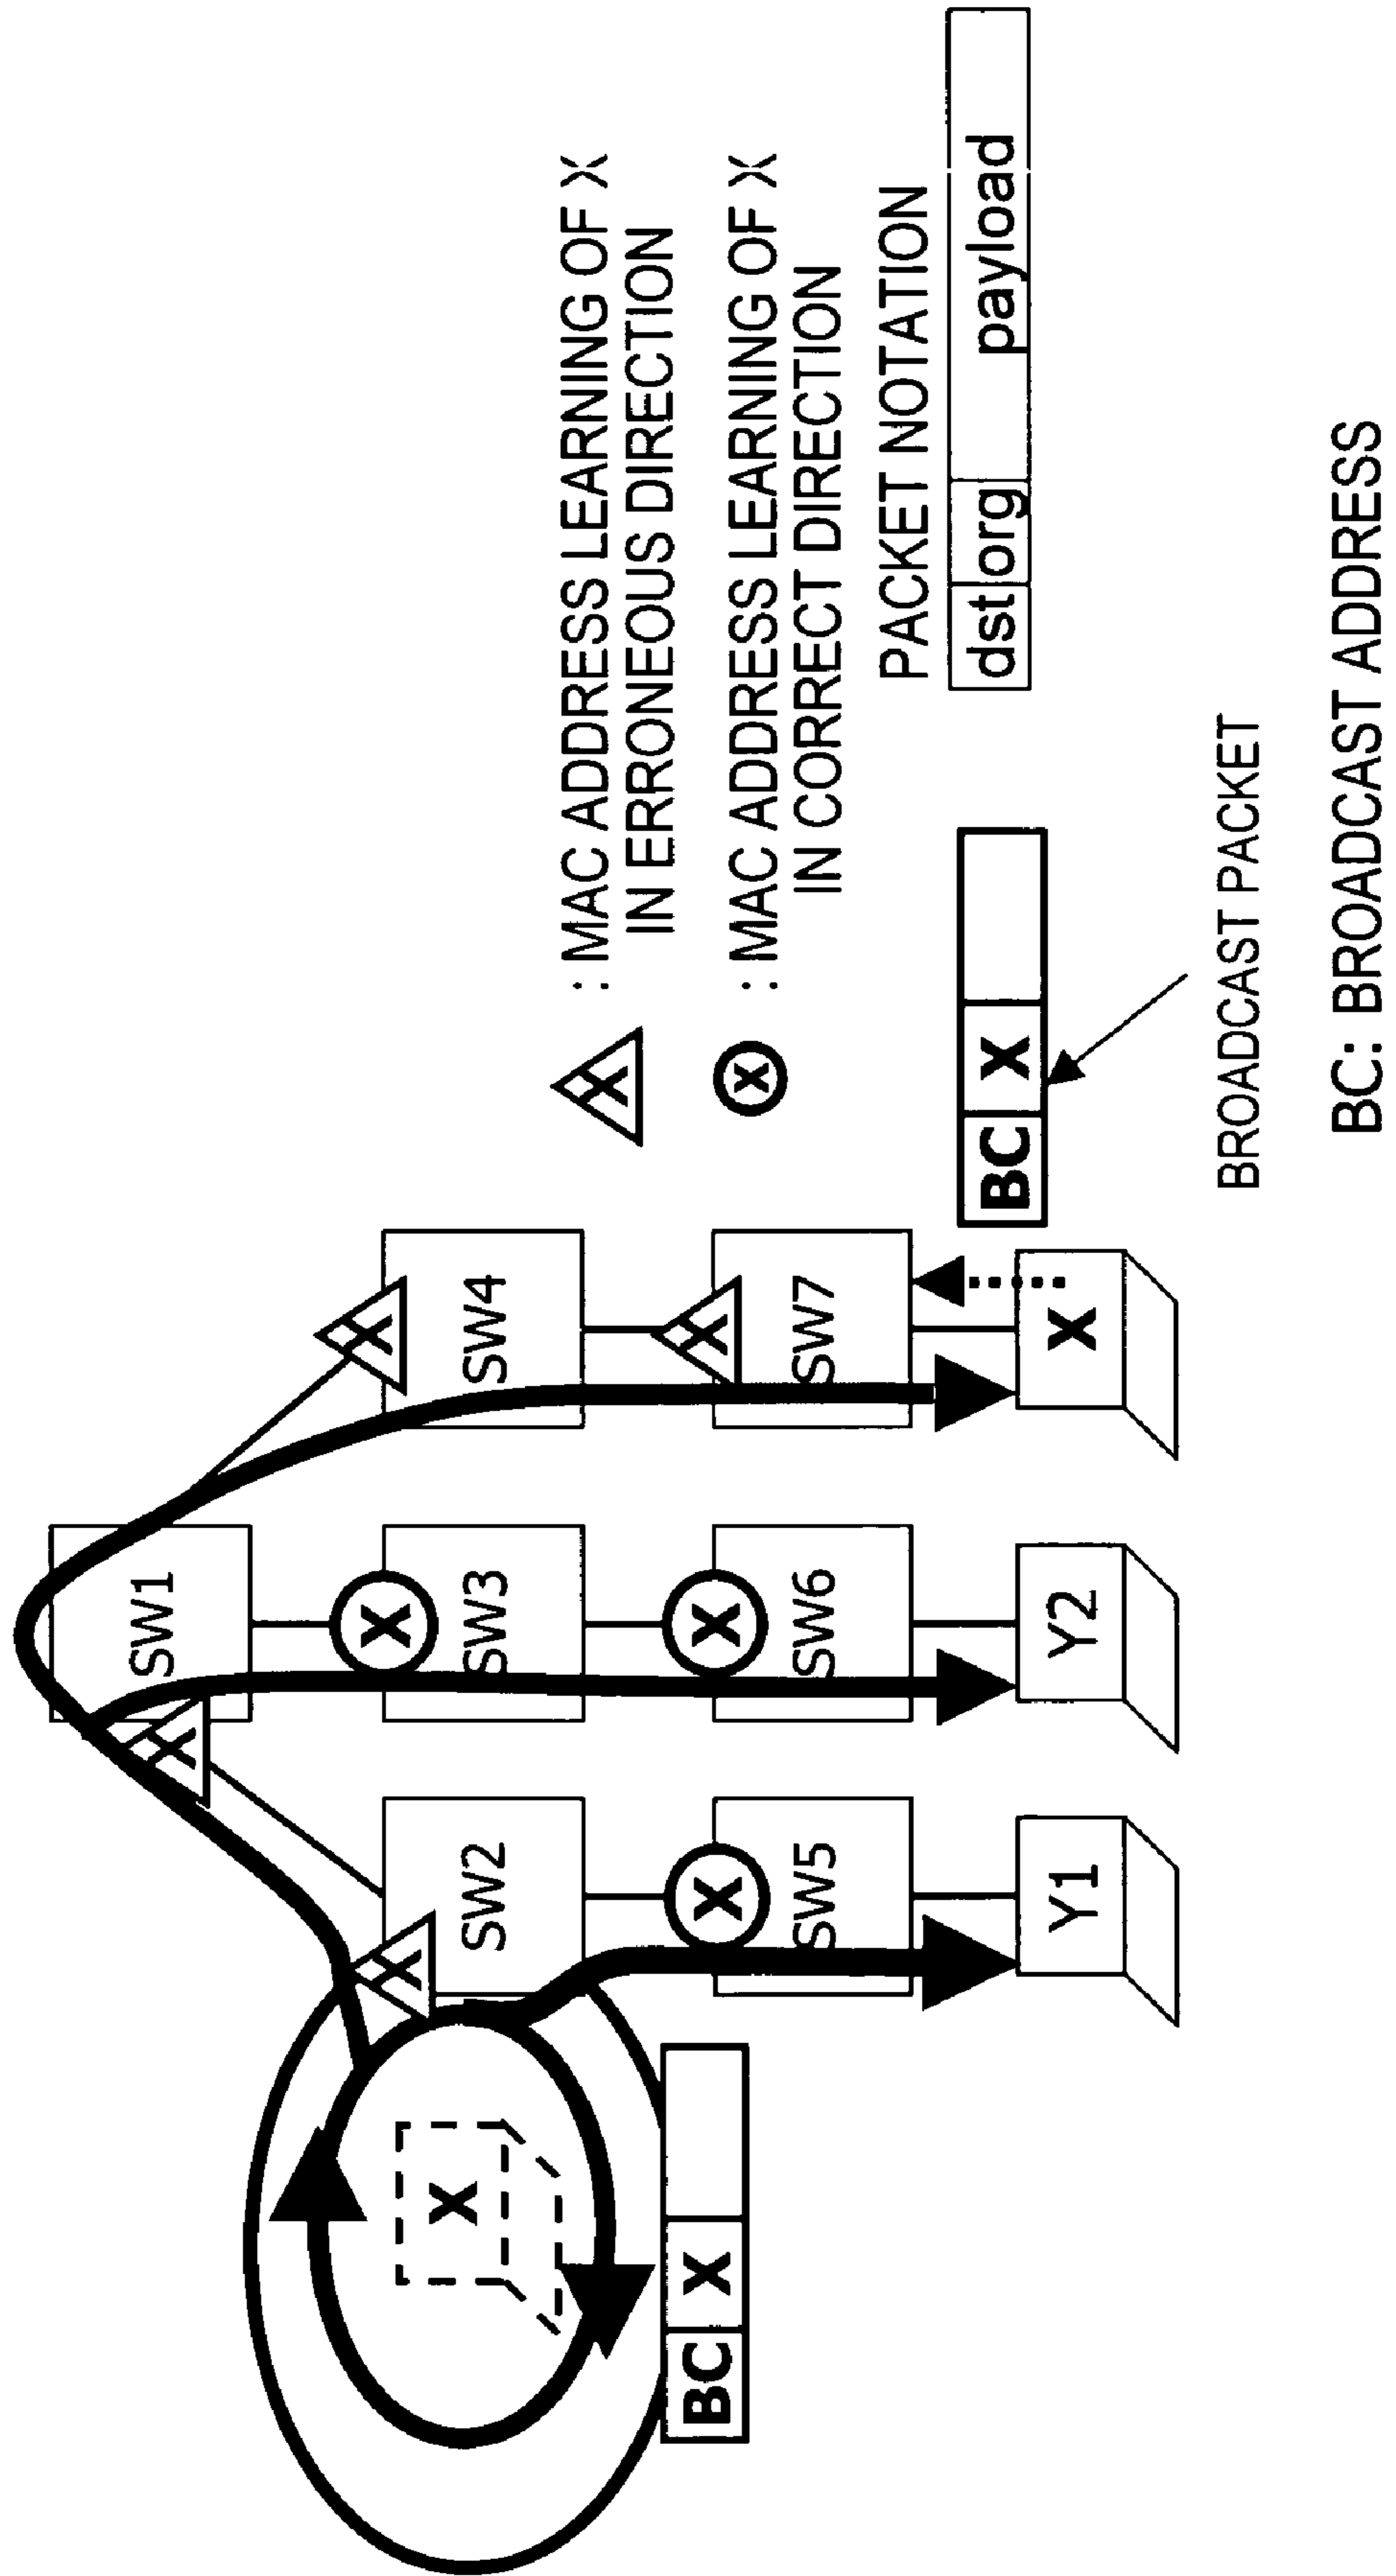 SW1
SW2
SW3
SW4
SW5
SW6
SW7
X
X
X
X
X
X
X
X
Y1
Y2
X
BC X
BC X
BROADCAST PACKET
X : MAC ADDRESS LEARNING OF X
IN ERRONEOUS DIRECTION
X : MAC ADDRESS LEARNING OF X
IN CORRECT DIRECTION
PACKET NOTATION
dst org payload
BC: BROADCAST ADDRESS